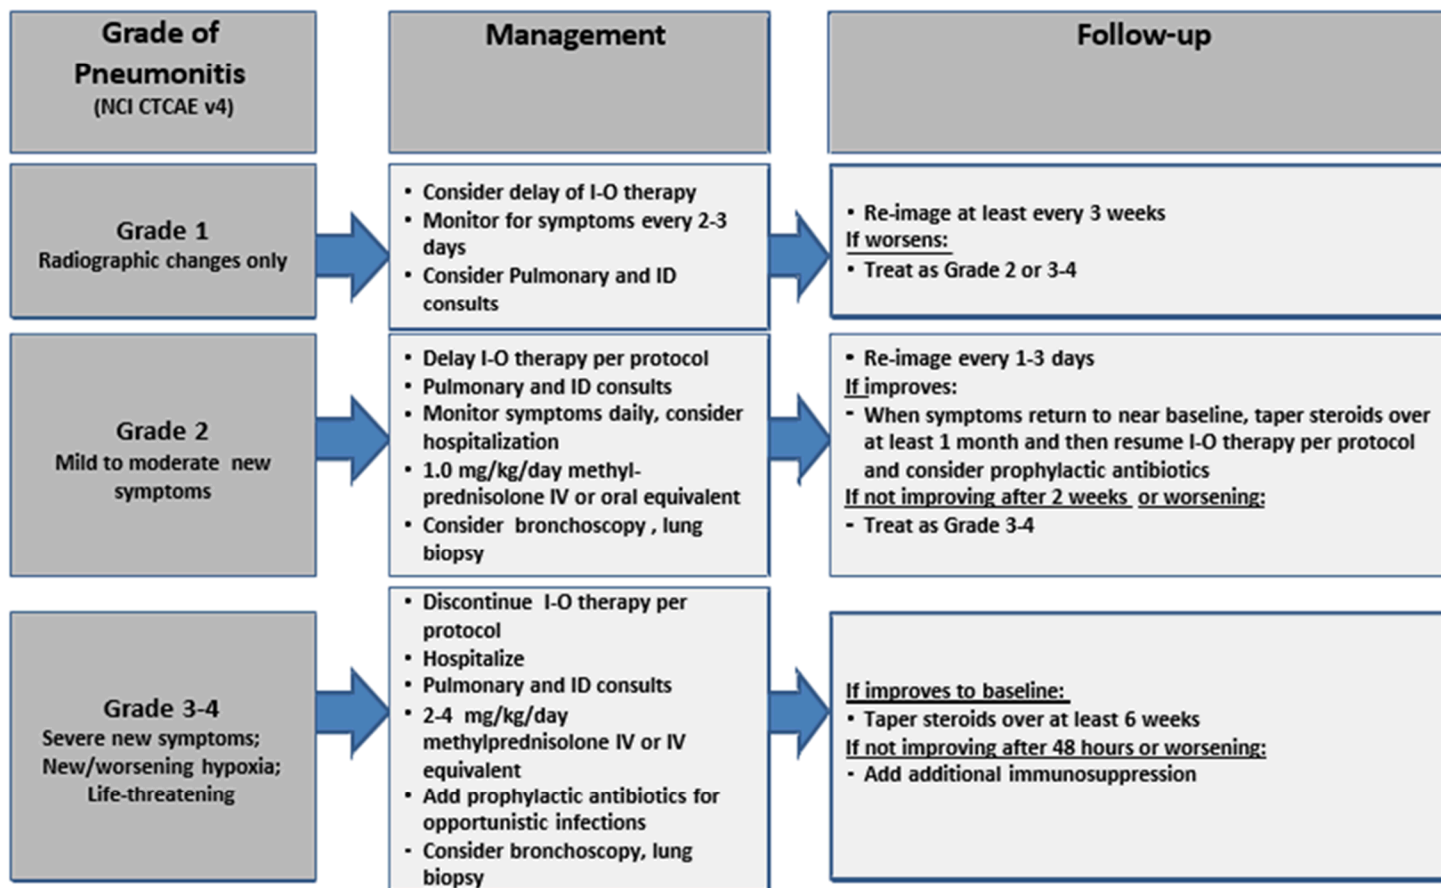 Grade of
Pneumonitis
(NCI CTCAE v4)
Management
Follow-up
Grade 1
Radiographic changes only
• Consider delay of I-O therapy
• Monitor for symptoms every 2-3
days
• Consider Pulmonary and ID
consults
• Re-image at least every 3 weeks
If worsens:
• Treat as Grade 2 or 3-4
Grade 2
Mild to moderate new
symptoms
• Delay I-O therapy per protocol
• Pulmonary and ID consults
• Monitor symptoms daily, consider
hospitalization
• 1.0 mg/kg/day methyl-
prednisolone IV or oral equivalent
• Consider bronchoscopy , lung
biopsy
• Re-image every 1-3 days
If improves:
- When symptoms return to near baseline, taper steroids over
at least 1 month and then resume I-O therapy per protocol
and consider prophylactic antibiotics
If not improving after 2 weeks or worsening:
- Treat as Grade 3-4
Grade 3-4
Severe new symptoms;
New/worsening hypoxia;
Life-threatening
• Discontinue I-O therapy per
protocol
• Hospitalize
• Pulmonary and ID consults
• 2-4 mg/kg/day
methylprednisolone IV or IV
equivalent
• Add prophylactic antibiotics for
opportunistic infections
- Consider bronchoscopy, lung
biopsy
If improves to baseline:
• Taper steroids over at least 6 weeks
If not improving after 48 hours or worsening:
- Add additional immunosuppression